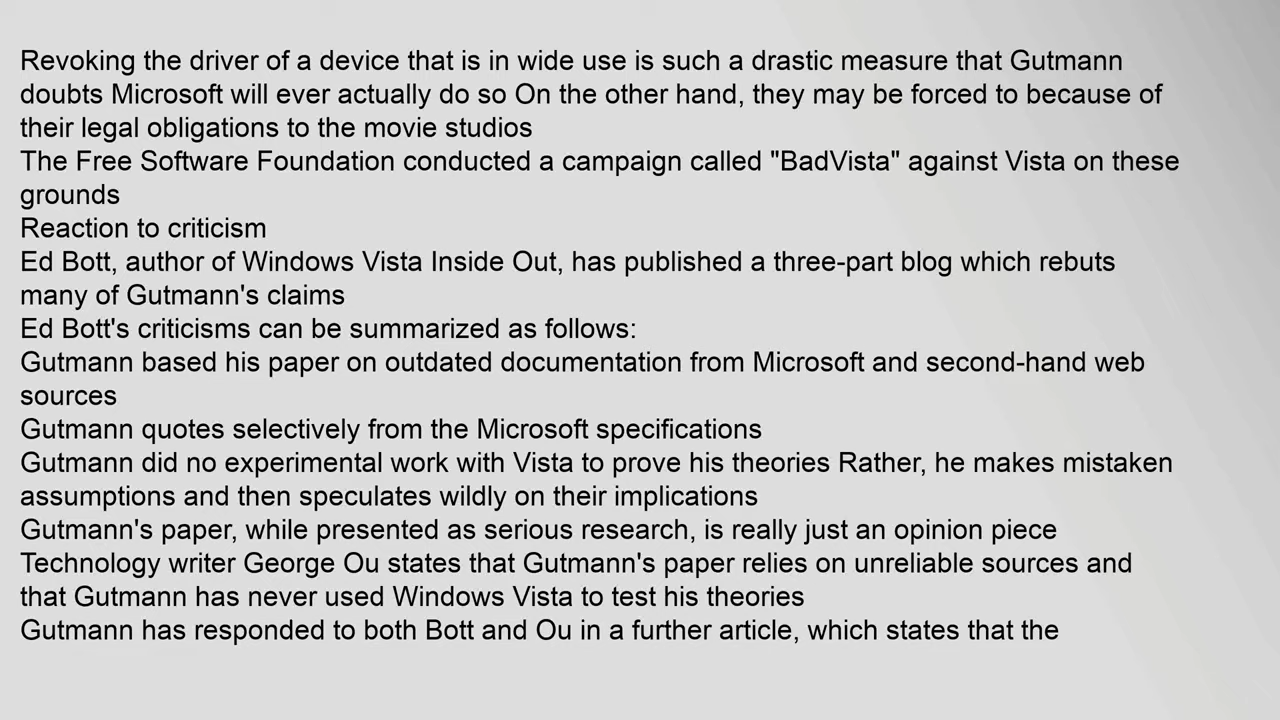 Revoking the driver of a device that is in wide use is such a drastic measure that Gutmann
doubts Microsoft will ever actually do so On the other hand, they may be forced to because of
their legal obligations to the movie studios
The Free Software Foundation conducted a campaign called "BadVista" against Vista on these
grounds
Reaction to criticism
Ed Bott, author of Windows Vista Inside Out, has published a three-part blog which rebuts
many of Gutmann's claims
Ed Bott's criticisms can be summarized as follows:
Gutmann based his paper on outdated documentation from Microsoft and second-hand web
sources
Gutmann quotes selectively from the Microsoft specifications
Gutmann did no experimental work with Vista to prove his theories Rather, he makes mistaken
assumptions and then speculates wildly on their implications
Gutmann's paper, while presented as serious research, is really just an opinion piece
Technology writer George Ou states that Gutmann's paper relies on unreliable sources and
that Gutmann has never used Windows Vista to test his theories
Gutmann has responded to both Bott and Ou in a further article, which states that the